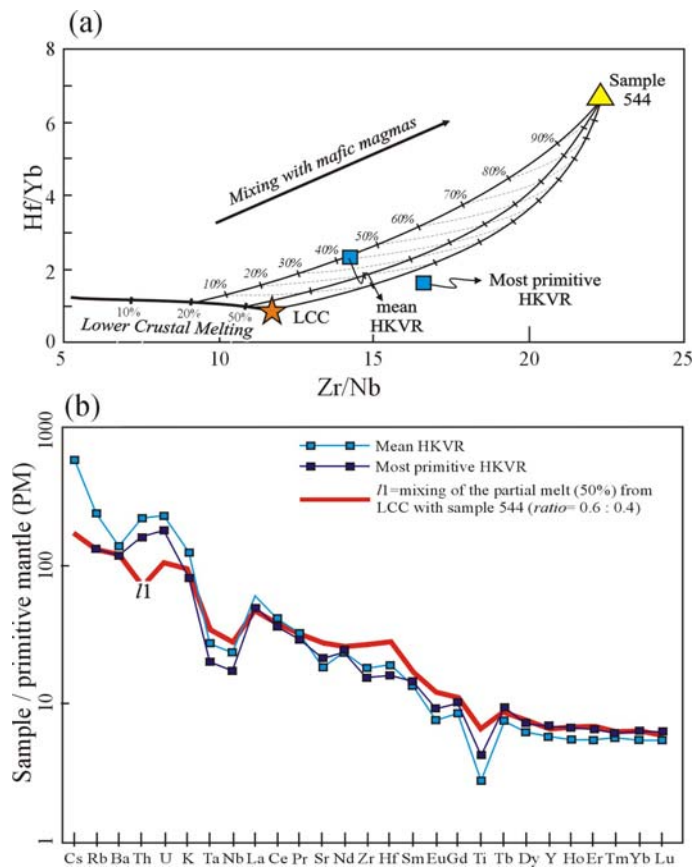 (a)
8
6
4
2
0
Hf/Yb
Sample
544
Mixing with mafic magmas
90%
80%
70%
60%
50%
40%
30%
20%
10%
Most primitive
HKVR
mean
HKVR
LCC
Lower Crustal Melting
10%
20%
50%
5
10
15
20
25
Zr/Nb
(b)
1000
100
10
1
Sample / primitive mantle (PM)
Mean HKVR
Most primitive HKVR
l1=mixing of the partial melt (50%) from
LCC with sample 544 (ratio= 0.6 : 0.4)
l1
Cs Rb Ba Th U K Ta Nb La Ce Pr Sr Nd Zr Hf Sm Eu Gd Ti Tb Dy Y Ho Er Tm Yb Lu